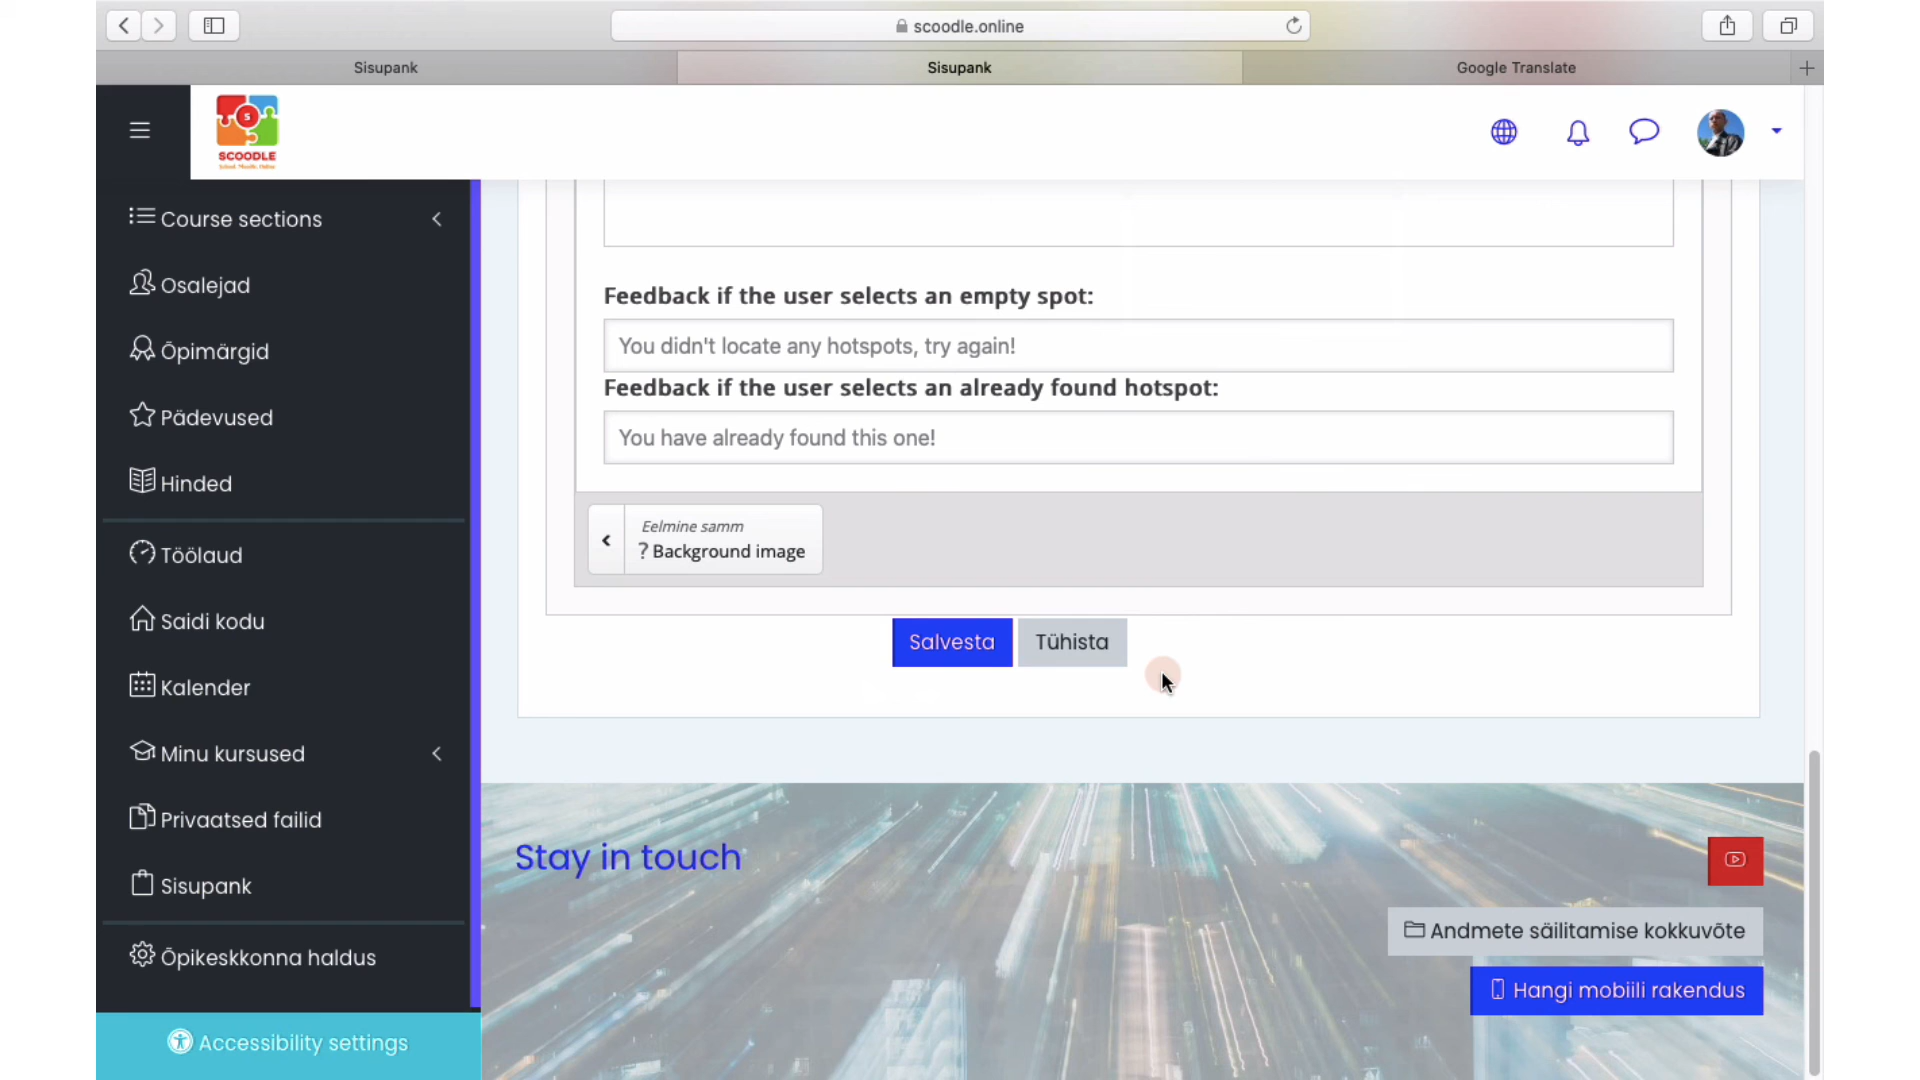 scoodle.online
Sisupank
Sisupank
Google Translate
S
SCOODLE
School. Moodle. Online
Course sections
Osalejad
Õpimärgid
Pädevused
Hinded
Töölaud
Saidi kodu
Kalender
Minu kursused
Privaatsed failid
Sisupank
Õpikeskkonna haldus
Accessibility settings
Feedback if the user selects an empty spot:
You didn't locate any hotspots, try again!
Feedback if the user selects an already found hotspot:
You have already found this one!
Eelmine samm
? Background image
Salvesta
Tühista
Stay in touch
Andmete säilitamise kokkuvõte
Hangi mobiili rakendus